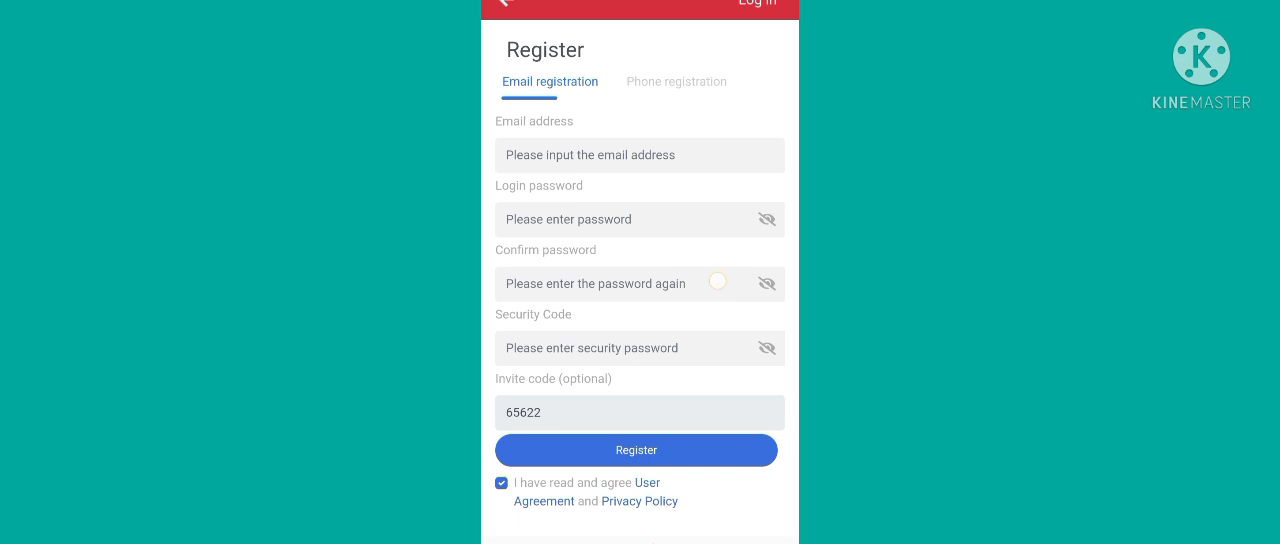 Log in
Register
Email registration
Phone registration
Email address
Please input the email address
Login password
Please enter password
Confirm password
Please enter the password again
Security Code
Please enter security password
Invite code (optional)
65622
Register
I have read and agree User
Agreement and Privacy Policy
K
KINEMASTER